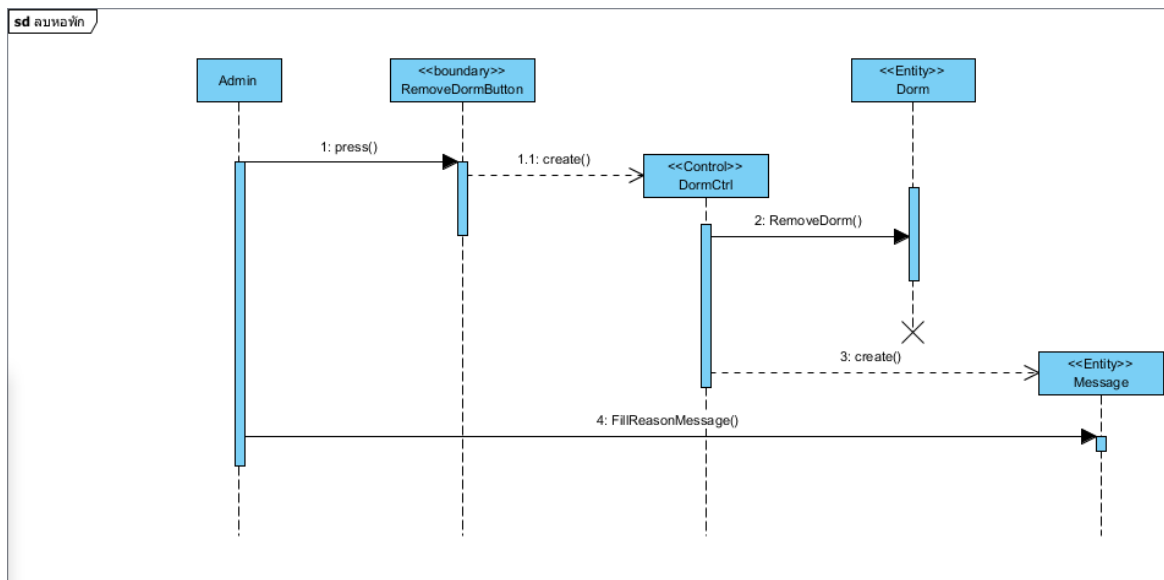 sd ลบหอพัก
Admin
<<boundary>>
RemoveDormButton
<<Entity>>
Dorm
1: press()
1.1: create()
<<Control>>
DormCtrl
2: RemoveDorm()
3: create()
<<Entity>>
Message
4: FillReasonMessage()